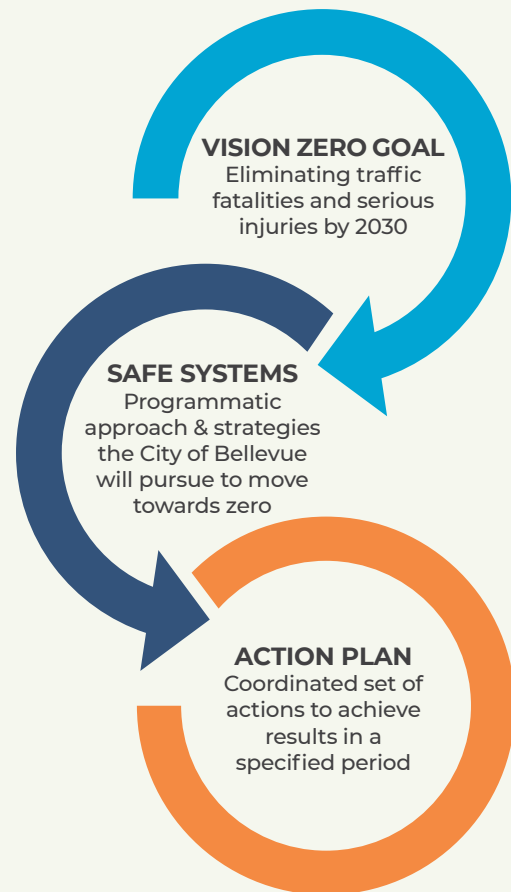 VISION ZERO GOAL
Eliminating traffic
fatalities and serious
injuries by 2030
SAFE SYSTEMS
Programmatic
approach & strategies
the City of Bellevue
will pursue to move
towards zero
ACTION PLAN
Coordinated set of
actions to achieve
results in a
specified period